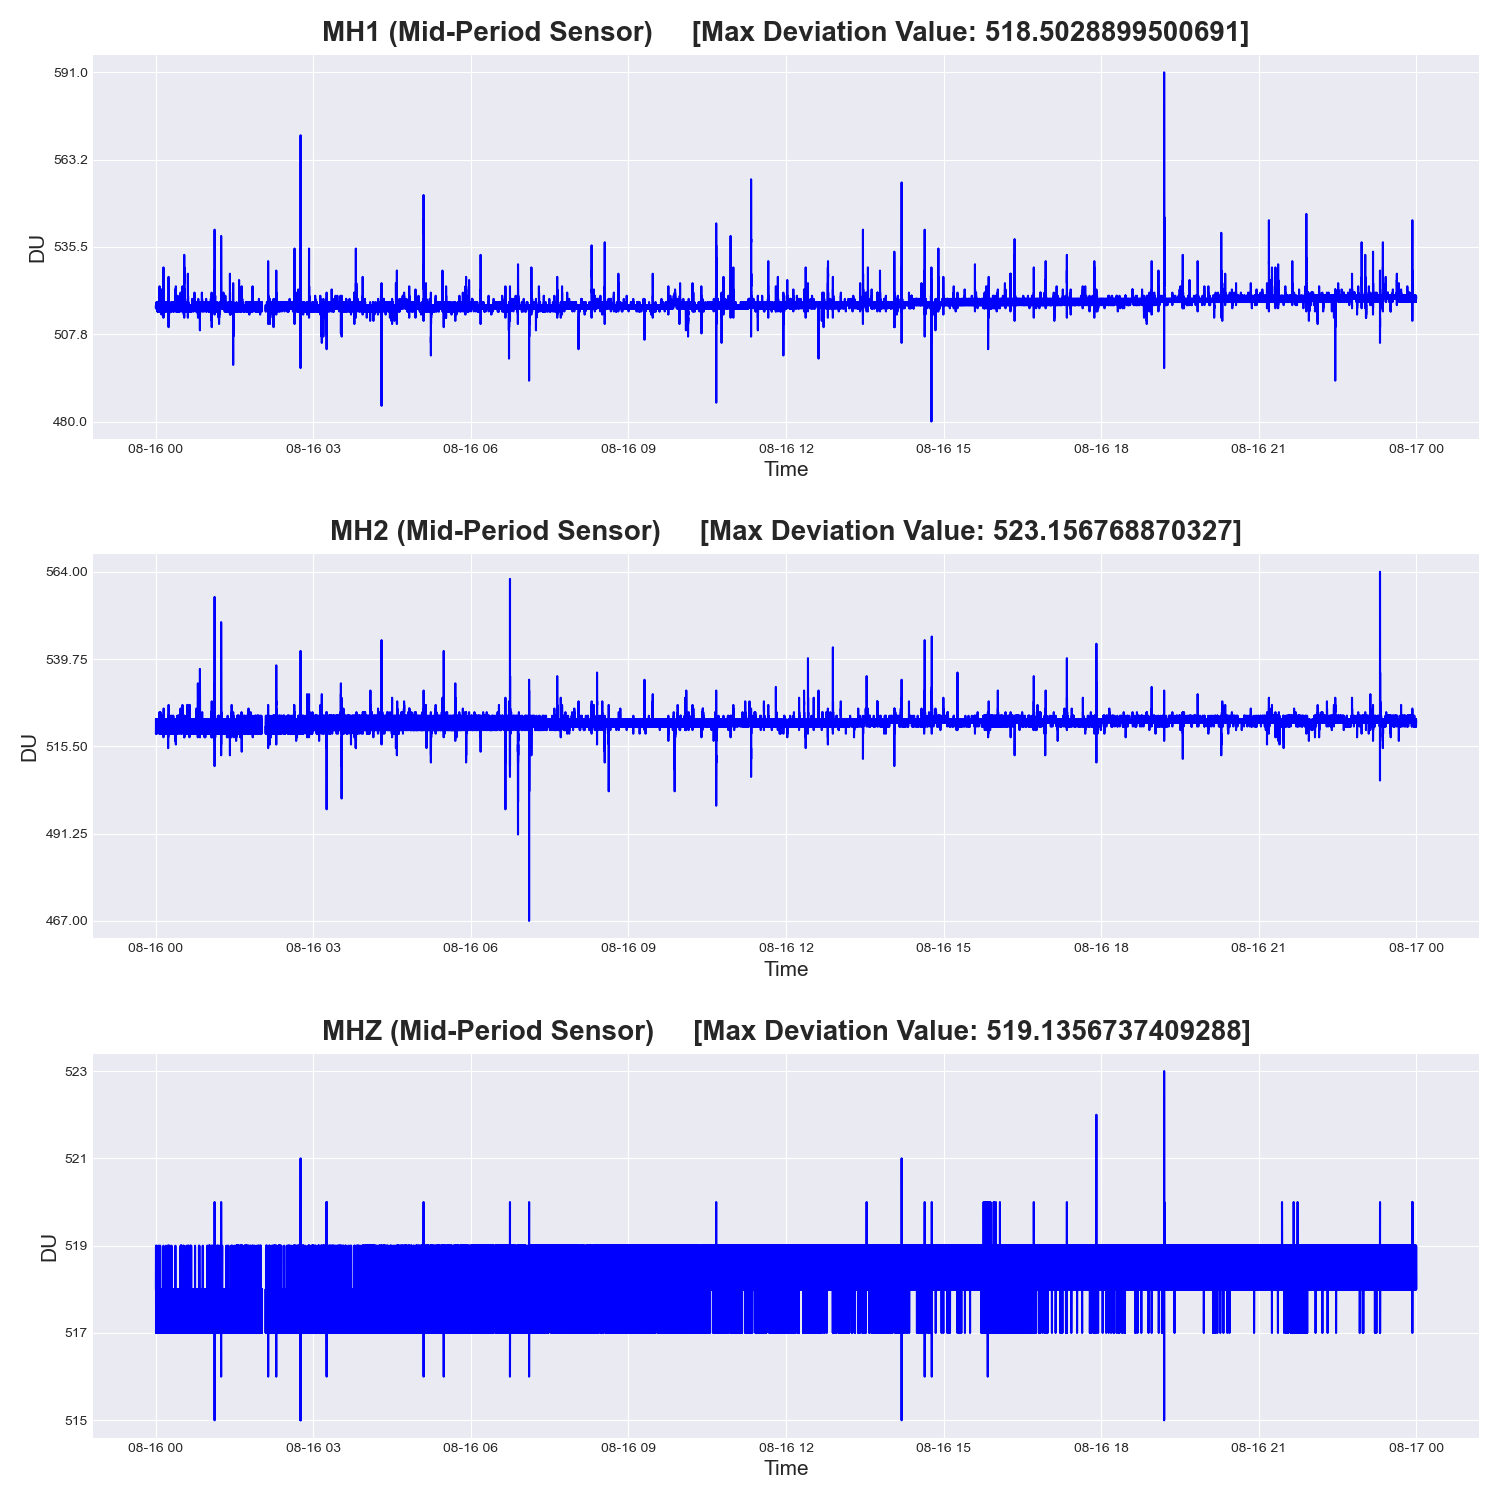 MH1 (Mid-Period Sensor) [Max Deviation Value: 518.5028899500691]
591.0
563.2
535.5
507.8
480.0
DU
08-16 00 08-16 03 08-16 06 08-16 09 08-16 12 08-16 15 08-16 18 08-16 21 08-17 00
Time
MH2 (Mid-Period Sensor) [Max Deviation Value: 523.156768870327]
564.00
539.75
515.50
491.25
467.00
DU
08-16 00 08-16 03 08-16 06 08-16 09 08-16 12 08-16 15 08-16 18 08-16 21 08-17 00
Time
MHZ (Mid-Period Sensor) [Max Deviation Value: 519.1356737409288]
523
521
519
517
515
DU
08-16 00 08-16 03 08-16 06 08-16 09 08-16 12 08-16 15 08-16 18 08-16 21 08-17 00
Time